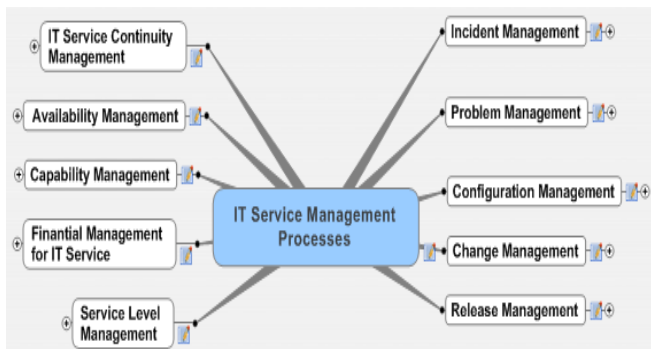 IT Service Continuity
Management
Availability Management
Capability Management
Finantial Management
for IT Service
Service Level
Management
IT Service Management
Processes
Incident Management
Problem Management
Configuration Management
Change Management
Release Management